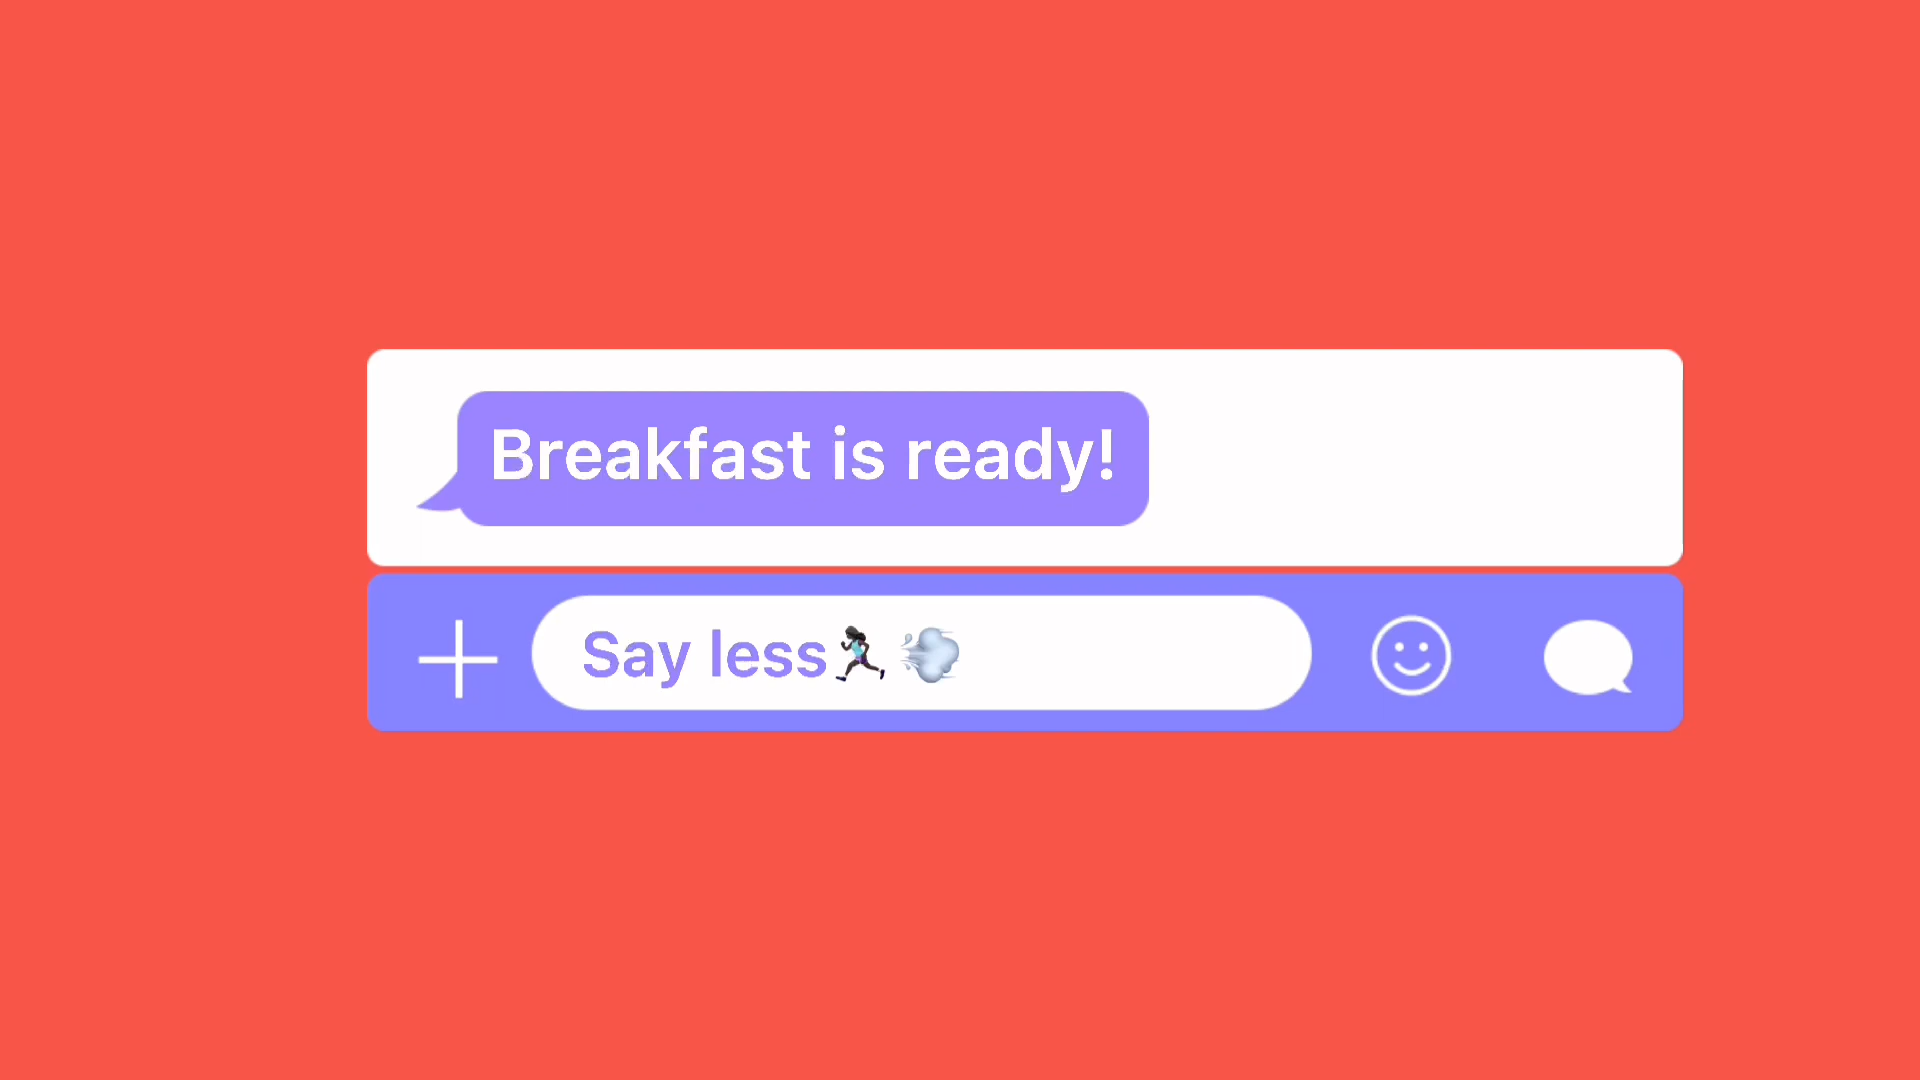 Breakfast is ready!
Say less🏃🏿‍♀️💨